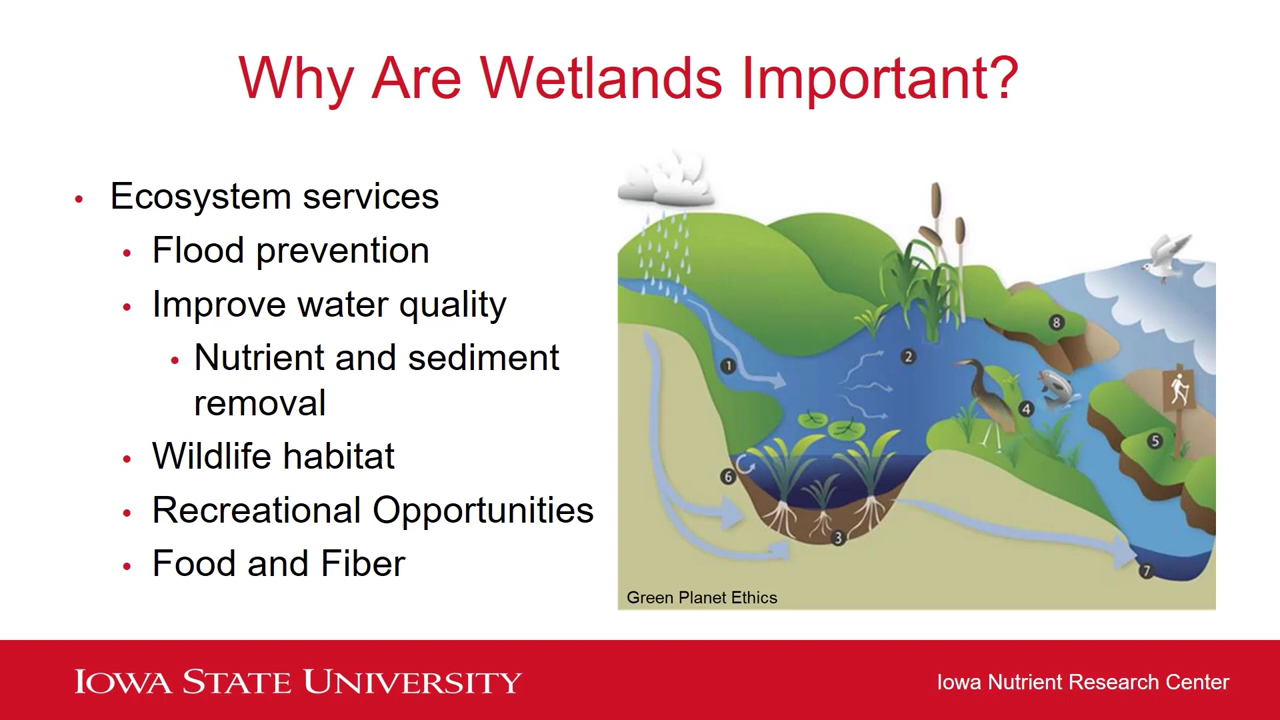 Why Are Wetlands Important?
• Ecosystem services
• Flood prevention
• Improve water quality
• Nutrient and sediment
removal
• Wildlife habitat
• Recreational Opportunities
• Food and Fiber
1
2
3
4
5
6
7
8
Green Planet Ethics
IOWA STATE UNIVERSITY
Iowa Nutrient Research Center